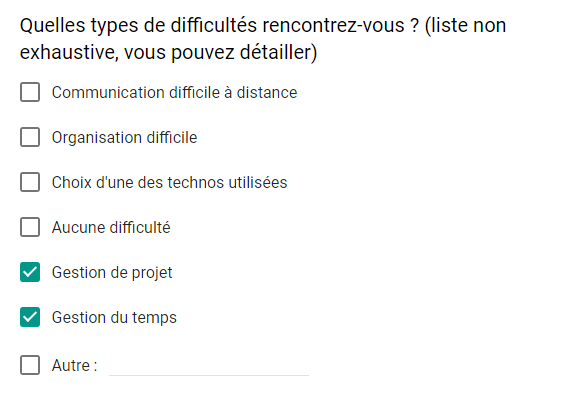 Quelles types de difficultés rencontrez-vous ? (liste non
exhaustive, vous pouvez détailler)
Communication difficile à distance
Organisation difficile
Choix d'une des technos utilisées
Aucune difficulté
Gestion de projet
Gestion du temps
Autre :